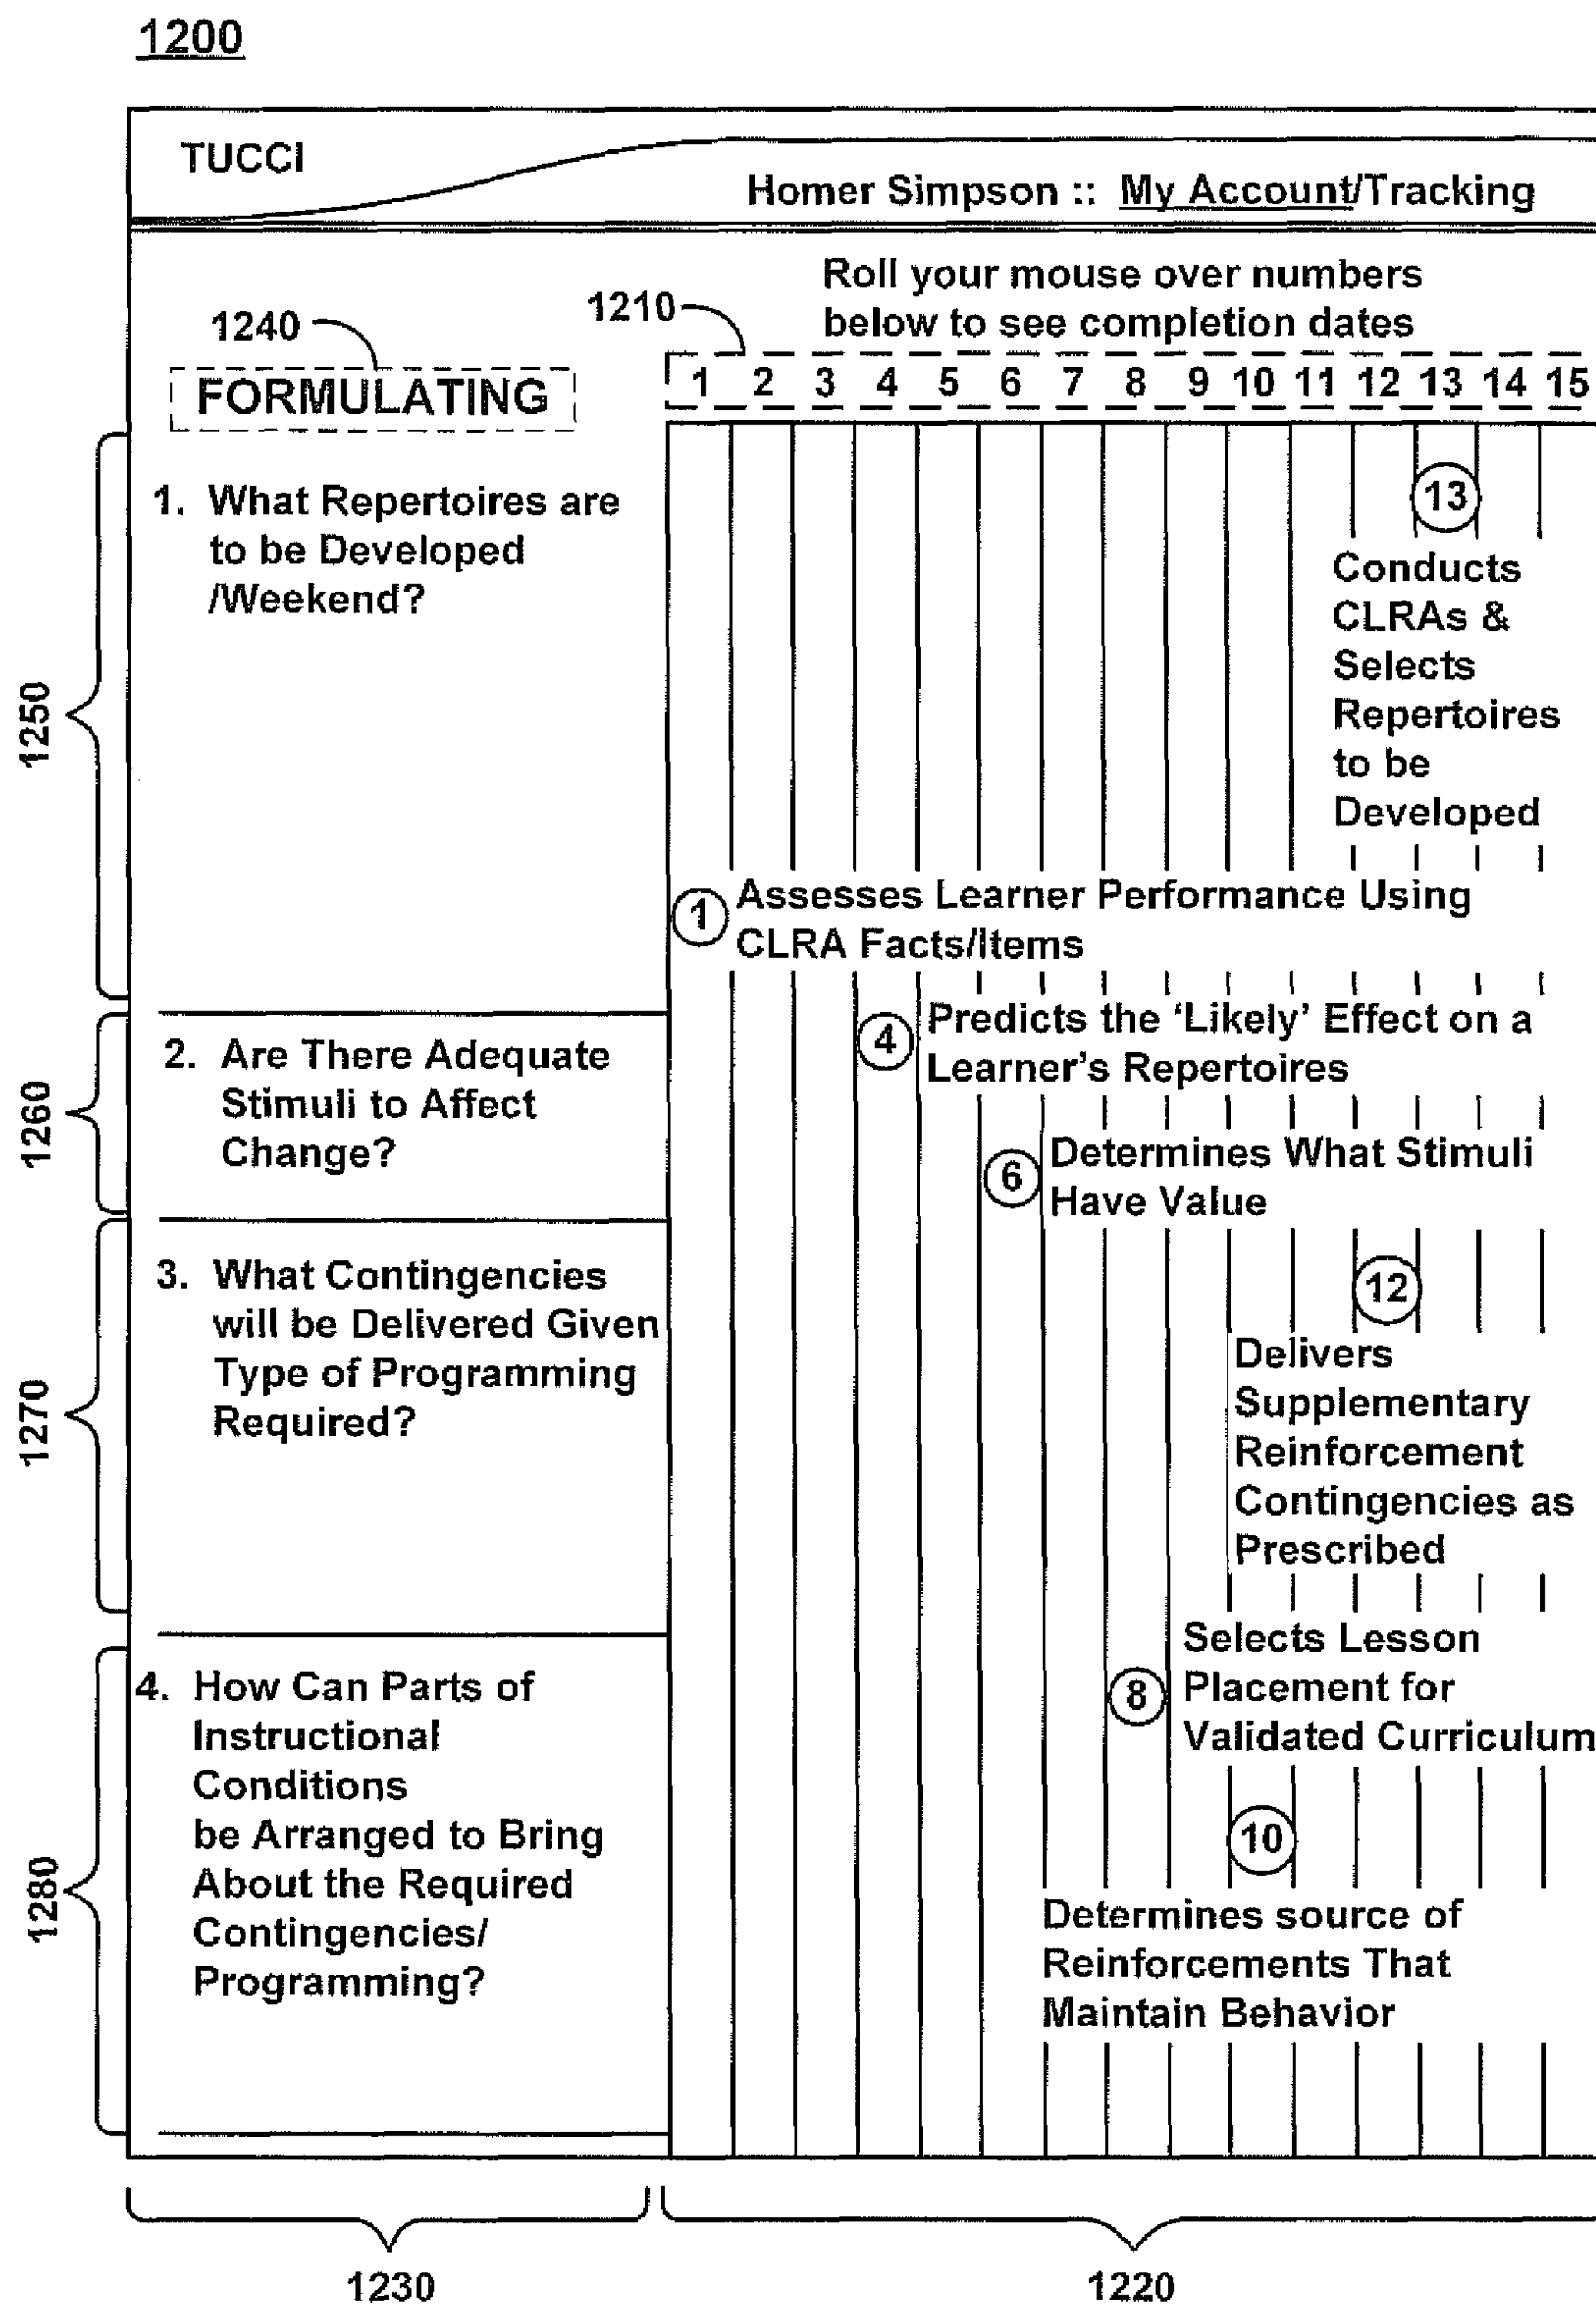 1200
TUCCI
Homer Simpson :: My Account/Tracking
Roll your mouse over numbers
below to see completion dates
1240
1210
FORMULATING
1 2 3 4 5 6 7 8 9 10 11 12 13 14 15
1250
1. What Repertoires are
to be Developed
/Weekend?
13
Conducts
CLRAs &
Selects
Repertoires
to be
Developed
1
Assesses Learner Performance Using
CLRA Facts/Items
1260
2. Are There Adequate
Stimuli to Affect
Change?
4
Predicts the ‘Likely’ Effect on a
Learner’s Repertoires
6
Determines What Stimuli
Have Value
1270
3. What Contingencies
will be Delivered Given
Type of Programming
Required?
12
Delivers
Supplementary
Reinforcement
Contingencies as
Prescribed
1280
4. How Can Parts of
Instructional
Conditions
be Arranged to Bring
About the Required
Contingencies/
Programming?
8
Selects Lesson
Placement for
Validated Curriculum
10
Determines source of
Reinforcements That
Maintain Behavior
1230
1220